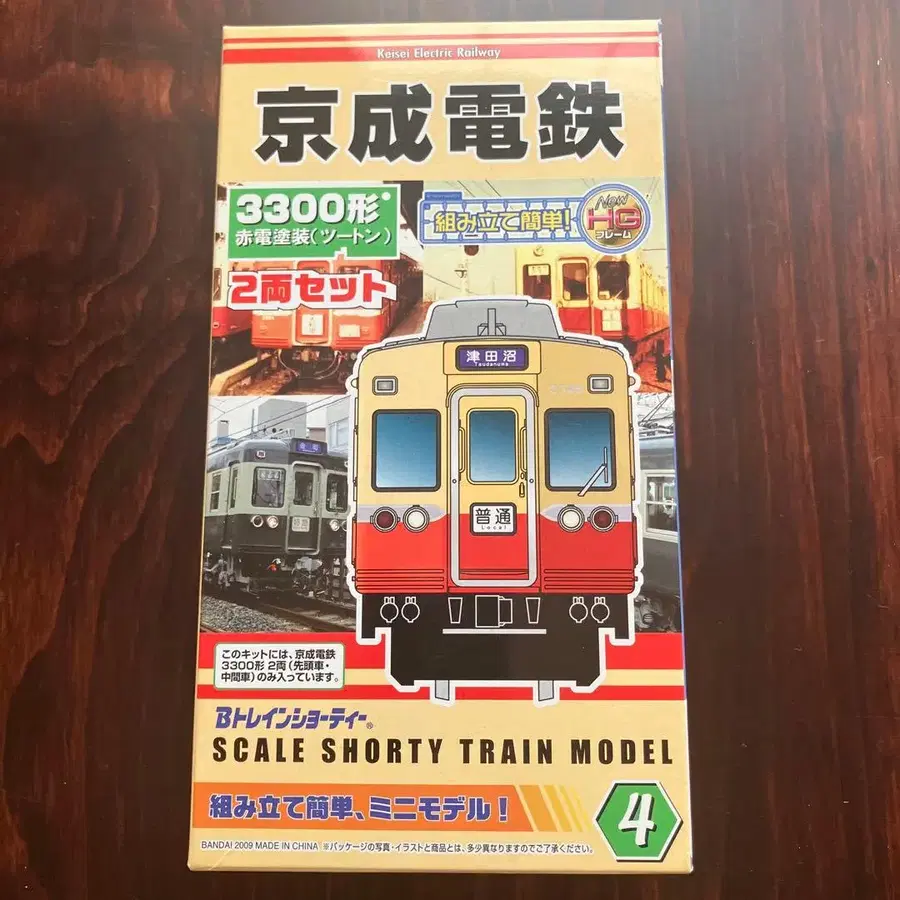 Keisei Electric Railway
京成電鉄
3300形
赤電塗装(ツートン)
2両セット
組み立て簡単!
New
HG
フレーム
津田沼
Tsudanuma
普通
Local
このキットには、京成電鉄
3300形 2両(先頭車・
中間車)のみ入っています。
Bトレインショーティー®
SCALE SHORTY TRAIN MODEL
組み立て簡単、ミニモデル!
4
BANDAI 2009 MADE IN CHINA ※パッケージの写真・イラストと商品とは、多少異なりますのでご了承ください。